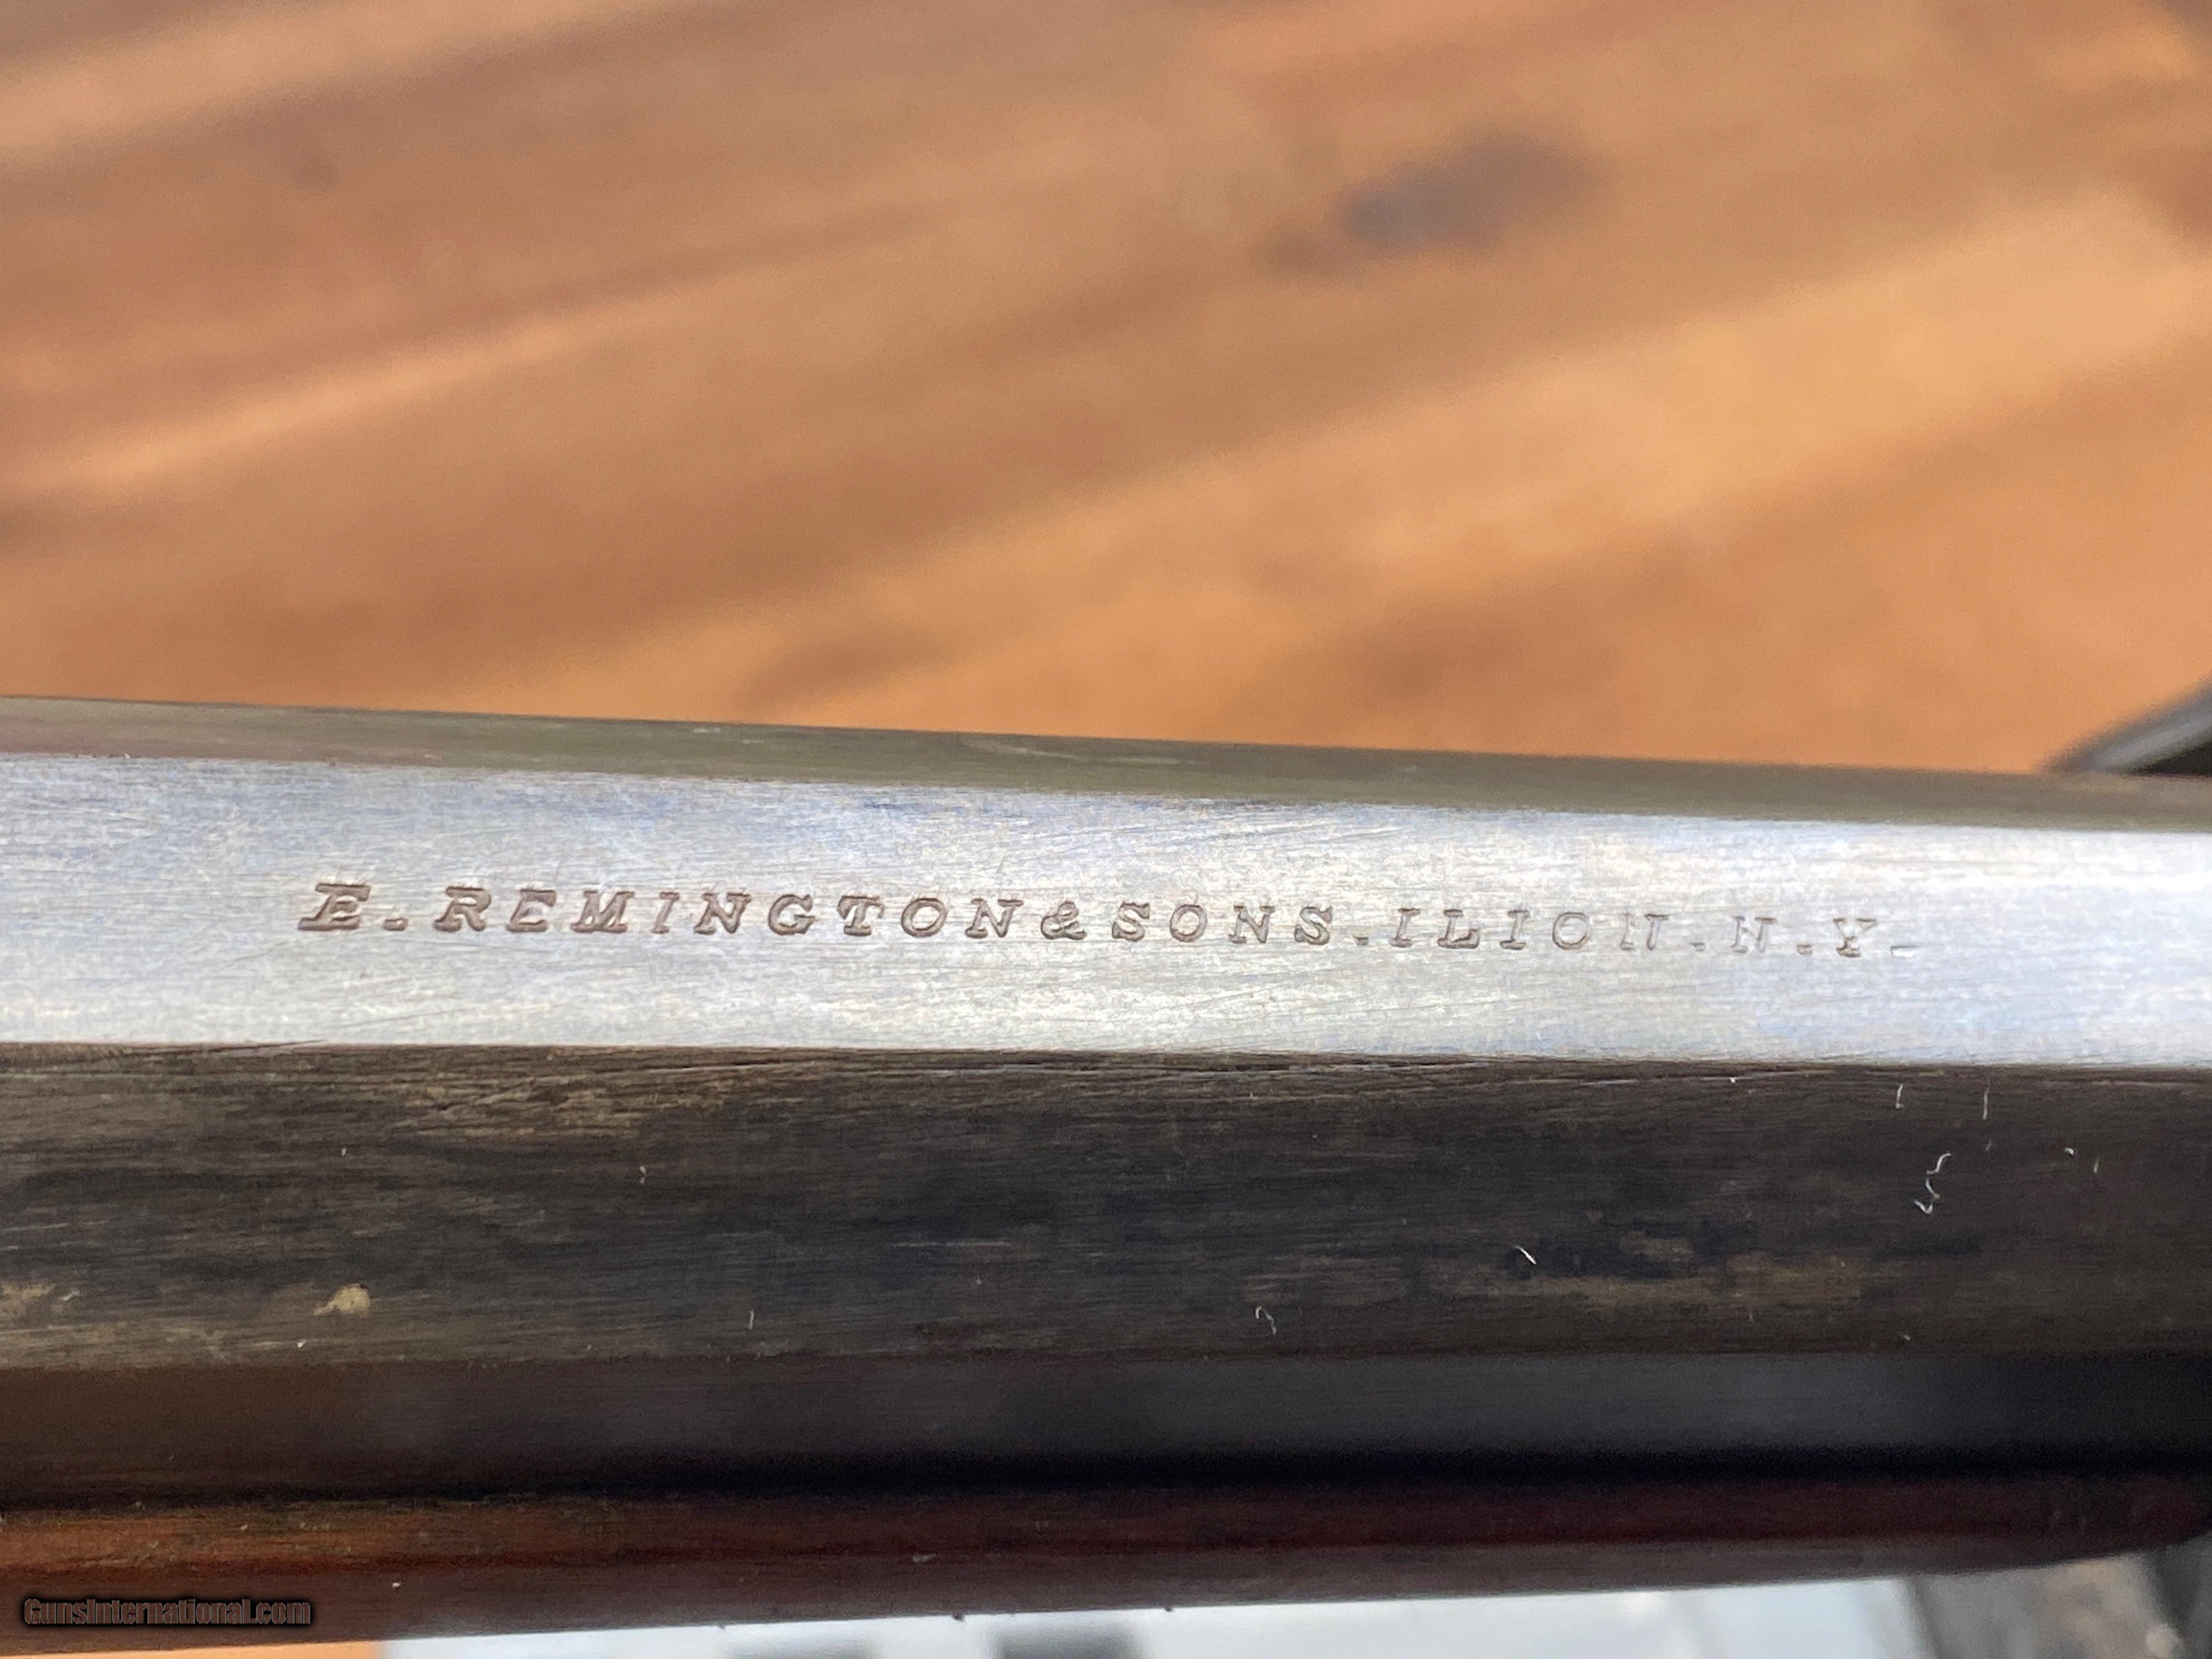 E. REMINGTON & SONS. ILION. N.Y.
GunsInternational.com